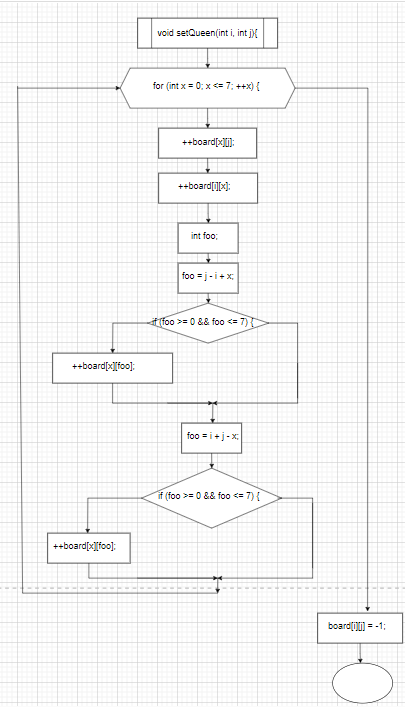 void setQueen(int i, int j){
for (int x = 0; x <= 7; ++x) {
++board[x][j];
++board[i][x];
int foo;
foo = j - i + x;
if (foo >= 0 && foo <= 7) {
++board[x][foo];
foo = i + j - x;
if (foo >= 0 && foo <= 7) {
++board[x][foo];
board[i][j] = -1;